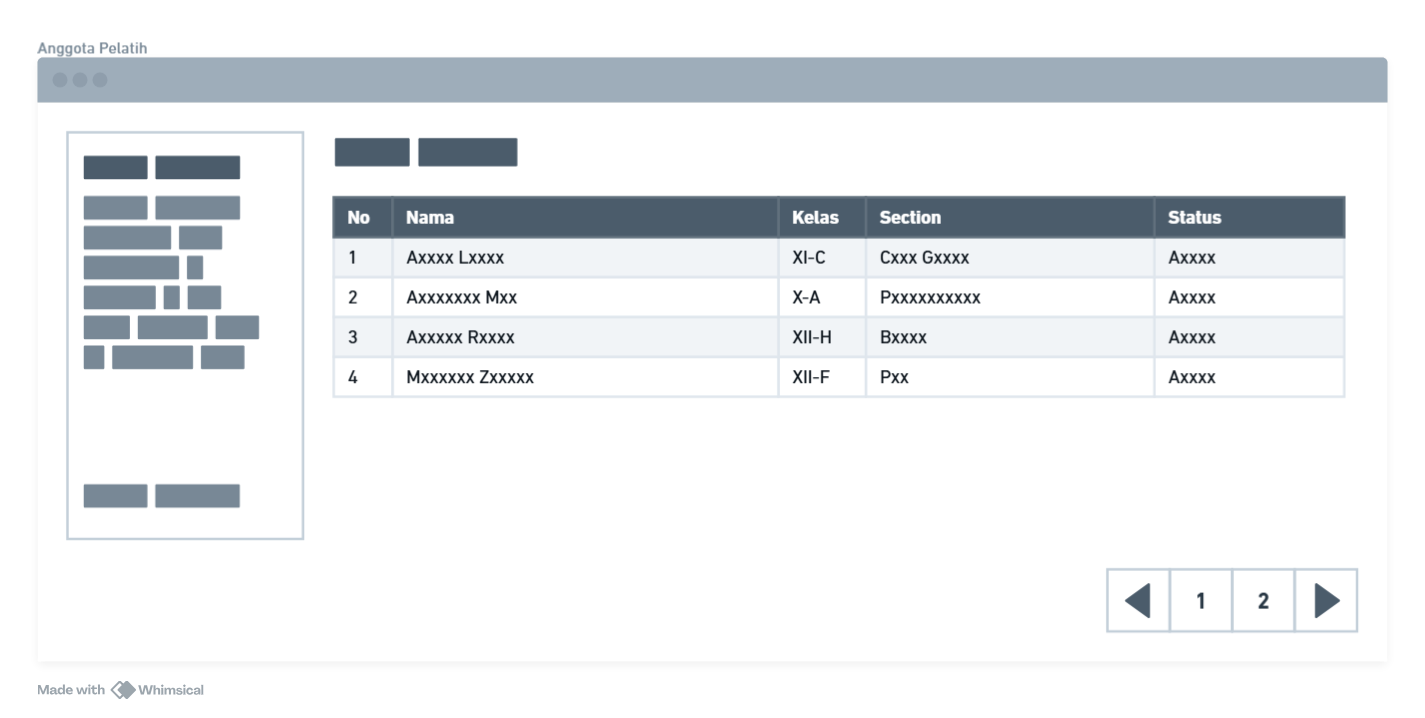 Anggota Pelatih
No Nama Kelas Section Status
1 Axxxx Lxxxx XI-C Cxxx Gxxxx Axxxx
2 Axxxxxxx Mxx X-A Pxxxxxxxxxx Axxxx
3 Axxxxx Rxxxx XII-H Bxxxx Axxxx
4 Mxxxxxx Zxxxxx XII-F Pxx Axxxx
1 2
Made with Whimsical